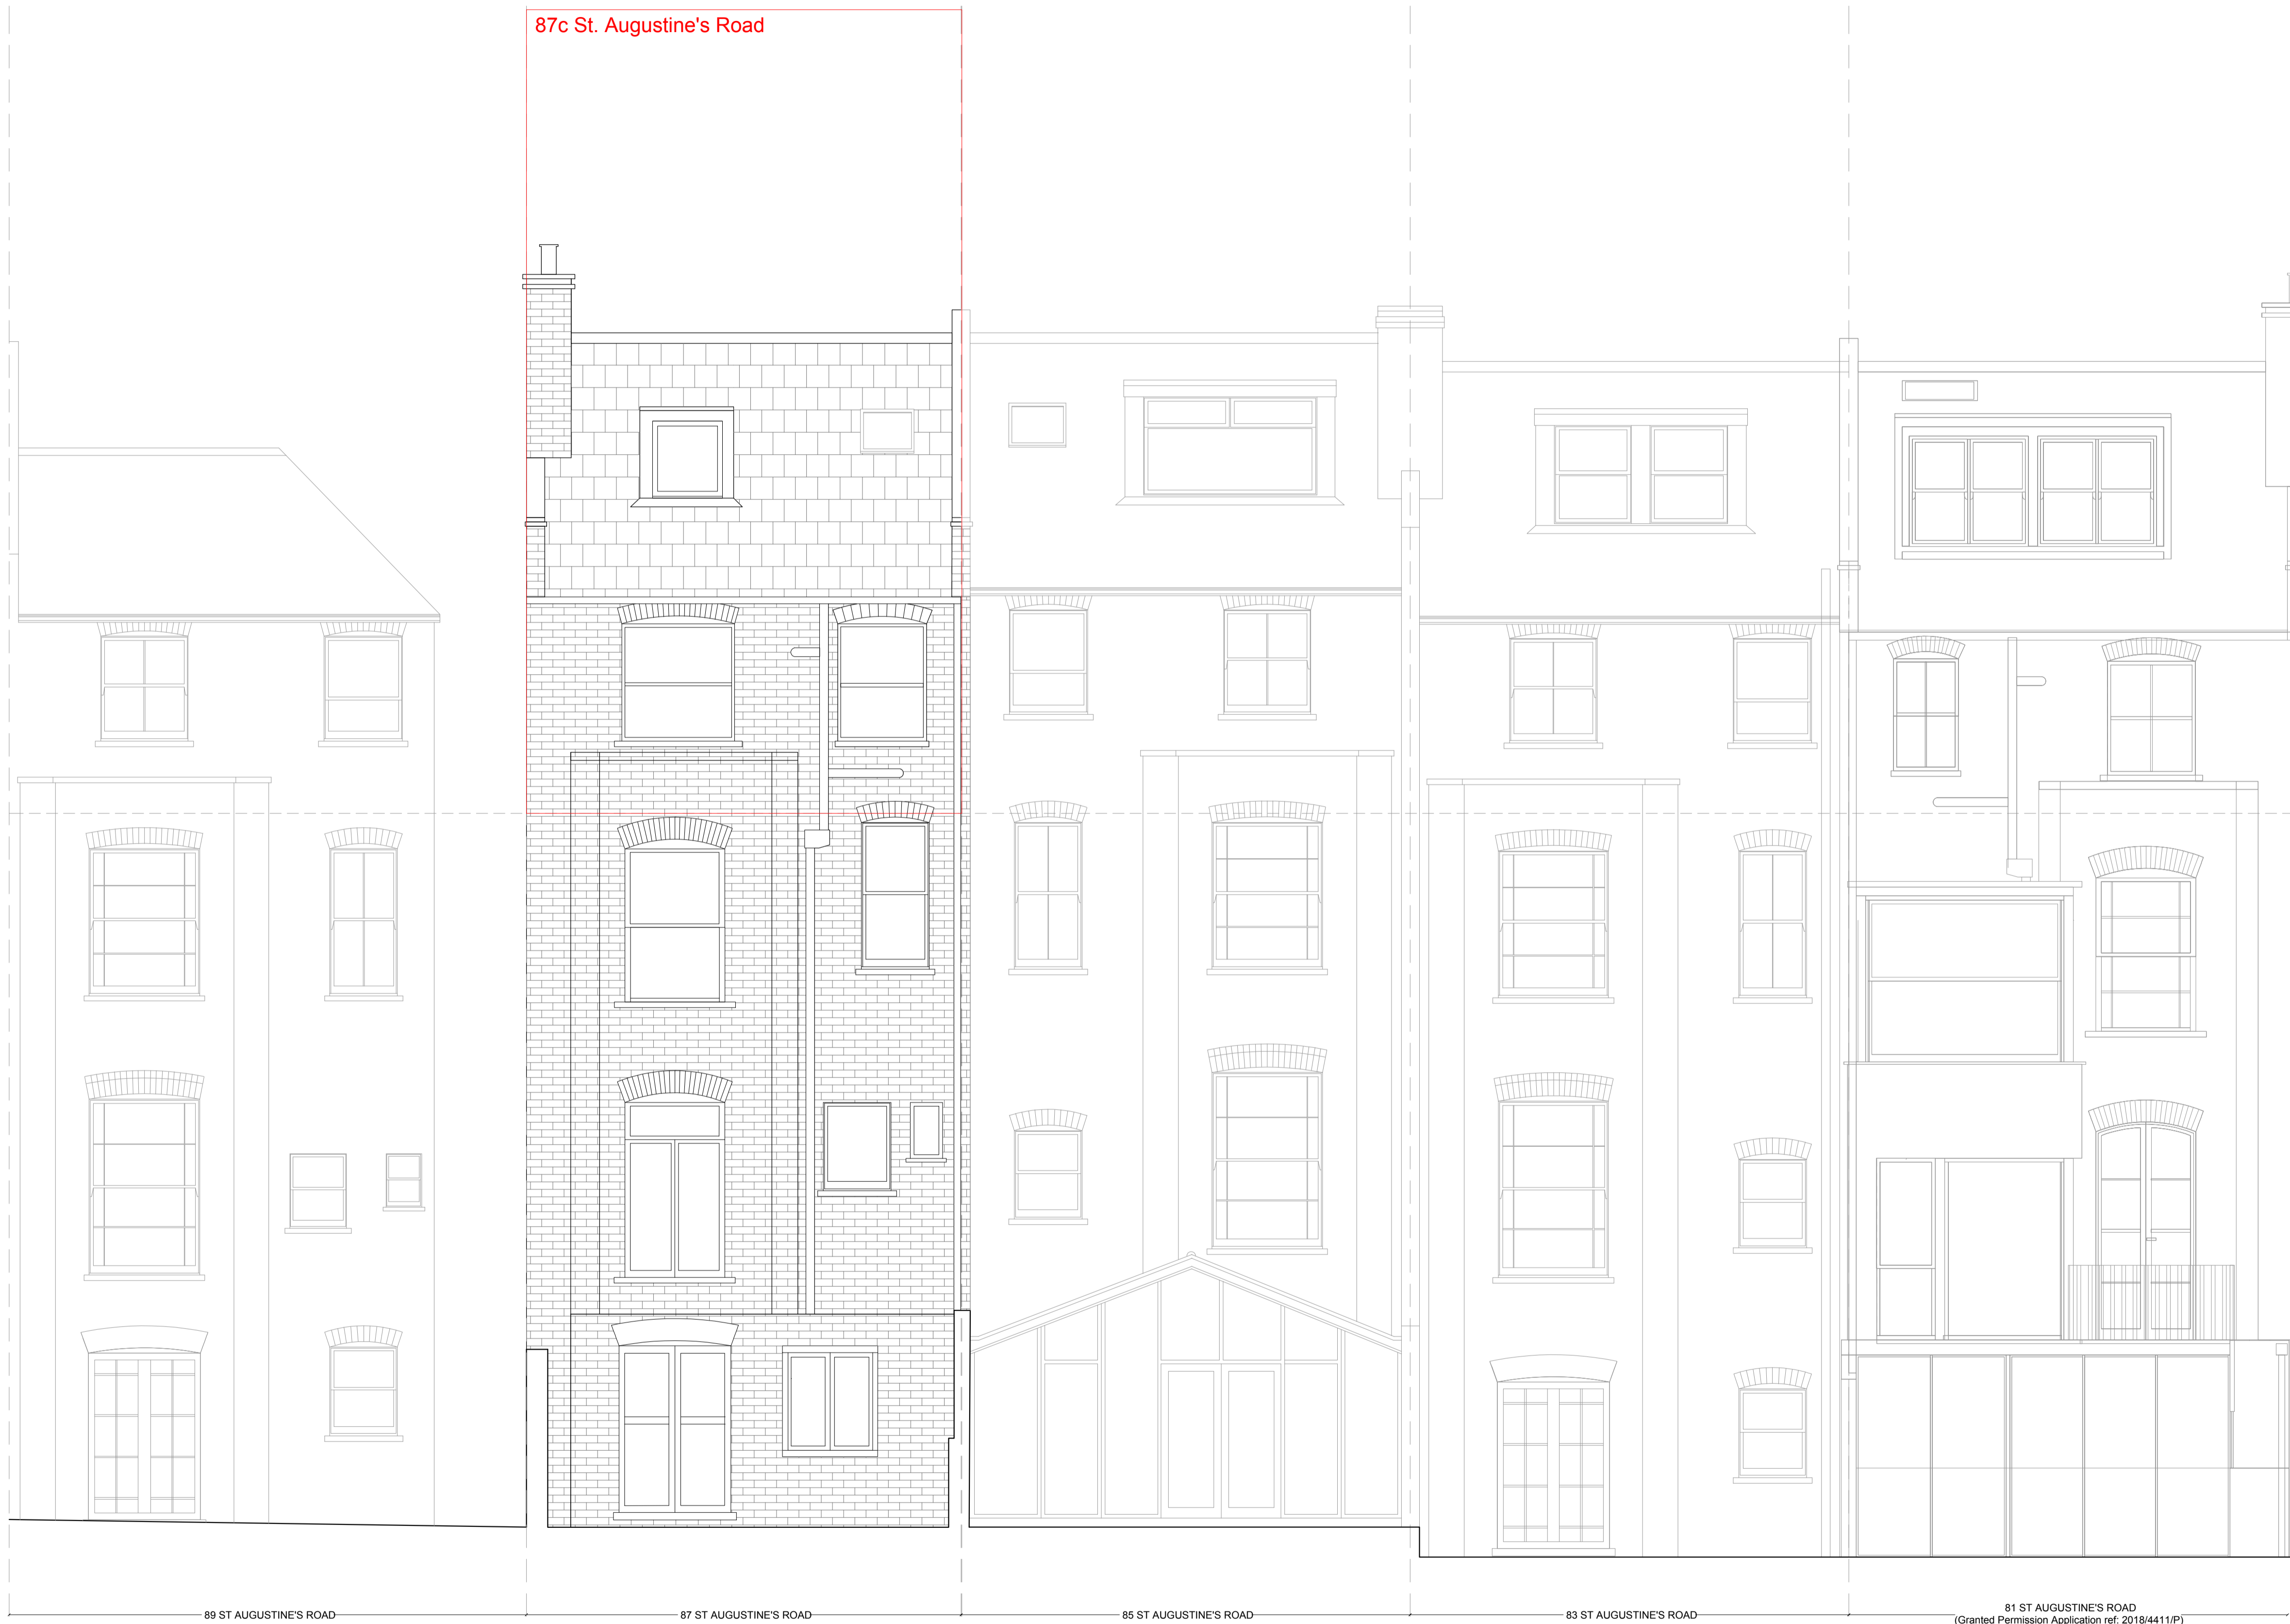 87c St. Augustine's Road
89 ST AUGUSTINE'S ROAD
87 ST AUGUSTINE'S ROAD
85 ST AUGUSTINE'S ROAD
83 ST AUGUSTINE'S ROAD
81 ST AUGUSTINE'S ROAD
(Granted Permission Application ref: 2018/4411/P)